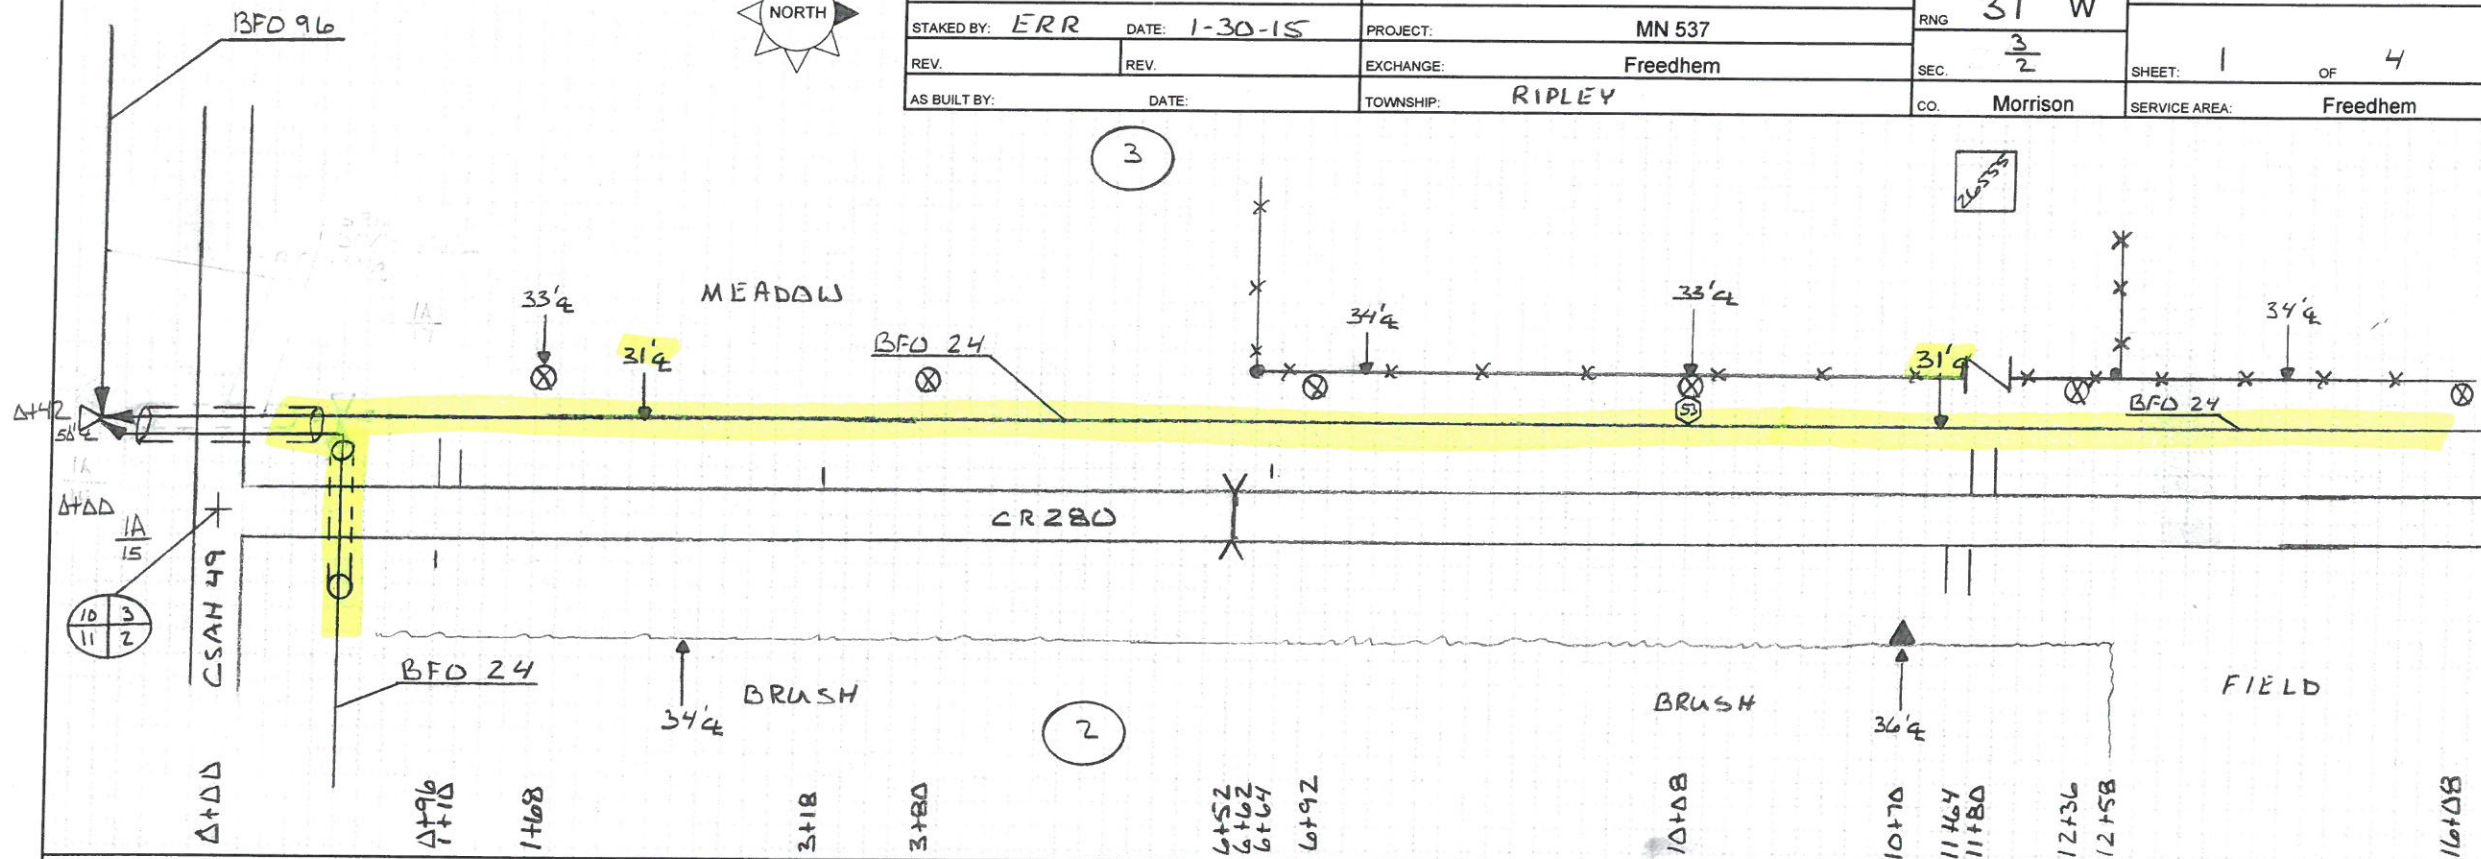 BFO 96
NORTH
STAKED BY: ERR DATE: 1-30-15
PROJECT: MN 537
RNG 31 W
REV. REV.
EXCHANGE: Freedhem
SEC. 3/2
SHEET: 1 OF 4
AS BUILT BY: DATE:
TOWNSHIP: RIPLEY
CO. Morrison
SERVICE AREA: Freedhem
3
26555
MEADOW
33'℄
31'℄
BFO 24
34'℄
33'℄
31'℄
34'℄
BFO 24
53
0+42
50'℄
0+00
1A
15
CR 280
10 3
11 2
CSAH 49
BFO 24
34'℄
BRUSH
2
BRUSH
36'℄
FIELD
0+00
0+96
1+10
1+68
3+18
3+80
6+52
6+62
6+64
6+92
10+08
10+70
11+64
11+80
12+36
12+58
16+08